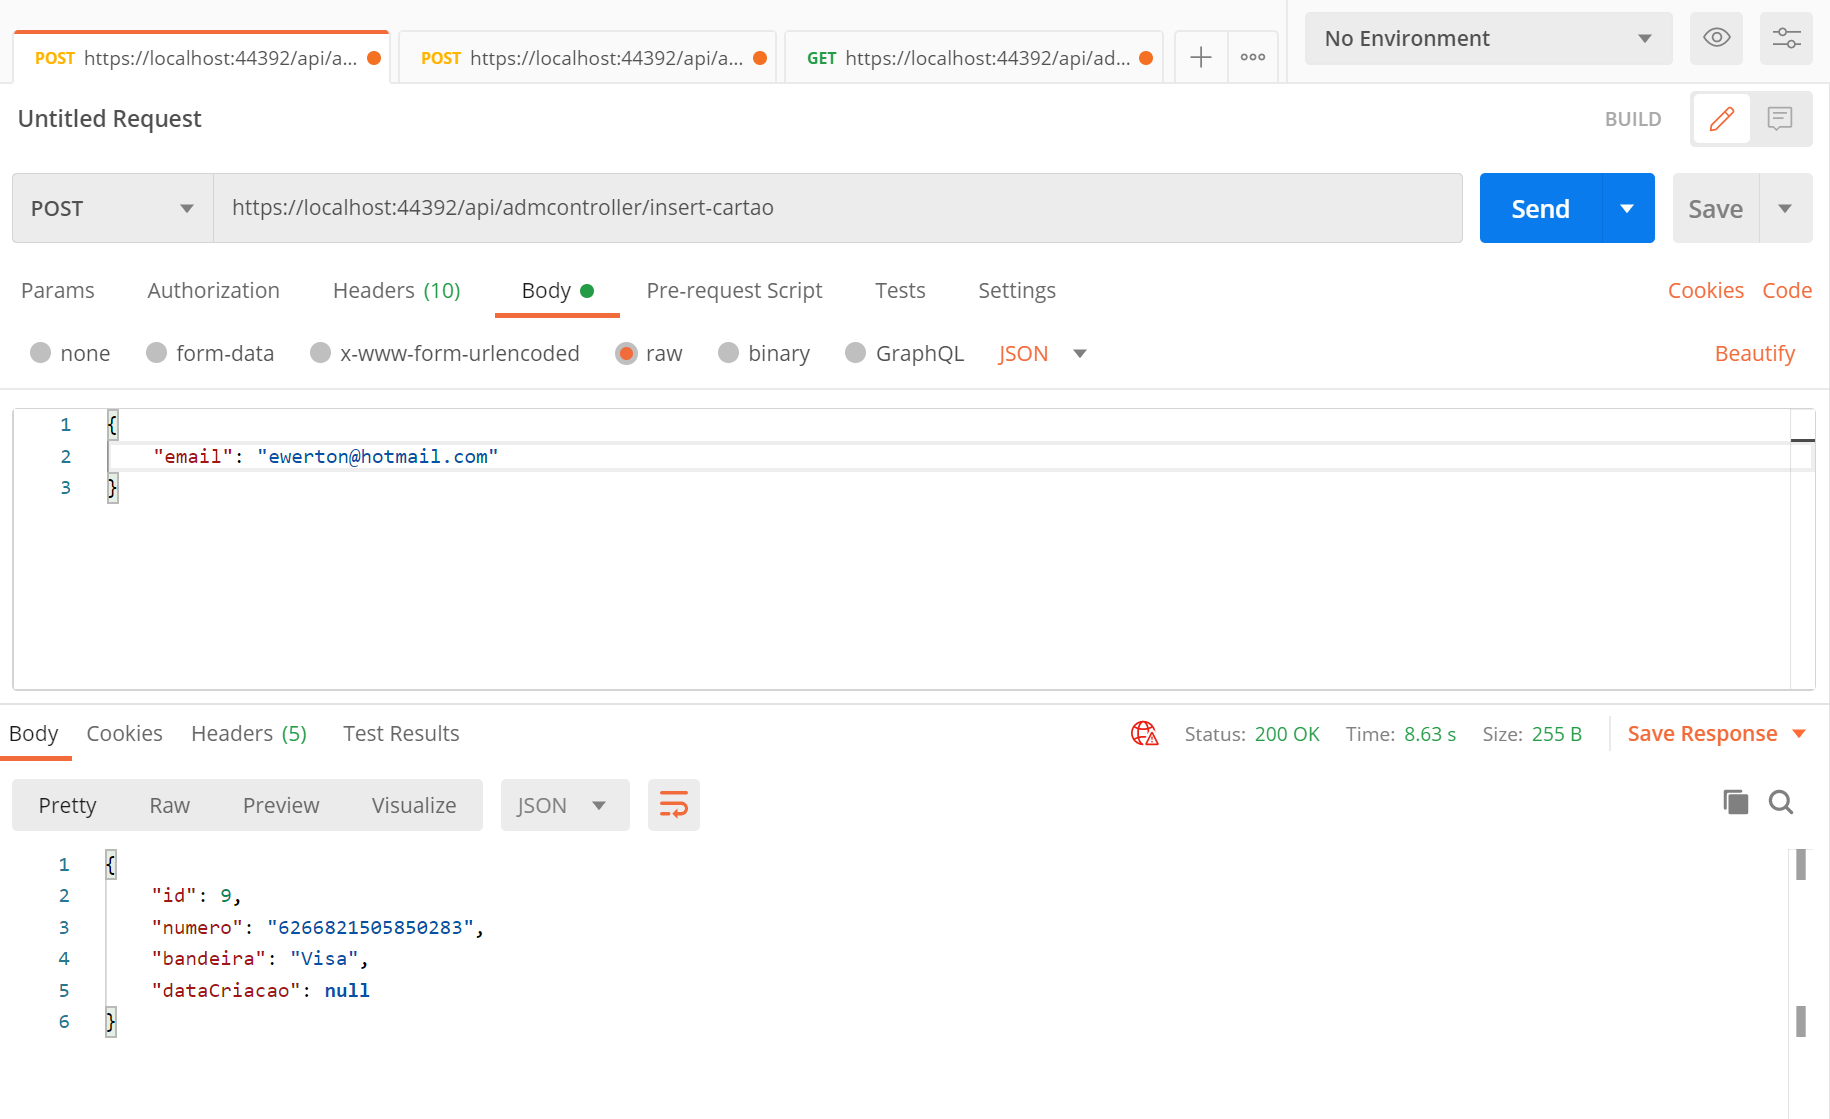 POST https://localhost:44392/api/a... POST https://localhost:44392/api/a... GET https://localhost:44392/api/ad... No Environment
Untitled Request BUILD
POST https://localhost:44392/api/admcontroller/insert-cartao Send Save
Params Authorization Headers (10) Body Pre-request Script Tests Settings Cookies Code
none form-data x-www-form-urlencoded raw binary GraphQL JSON Beautify
1 {
2 "email": "ewerton@hotmail.com"
3 }
Body Cookies Headers (5) Test Results Status: 200 OK Time: 8.63 s Size: 255 B Save Response
Pretty Raw Preview Visualize JSON
1 {
2 "id": 9,
3 "numero": "6266821505850283",
4 "bandeira": "Visa",
5 "dataCriacao": null
6 }